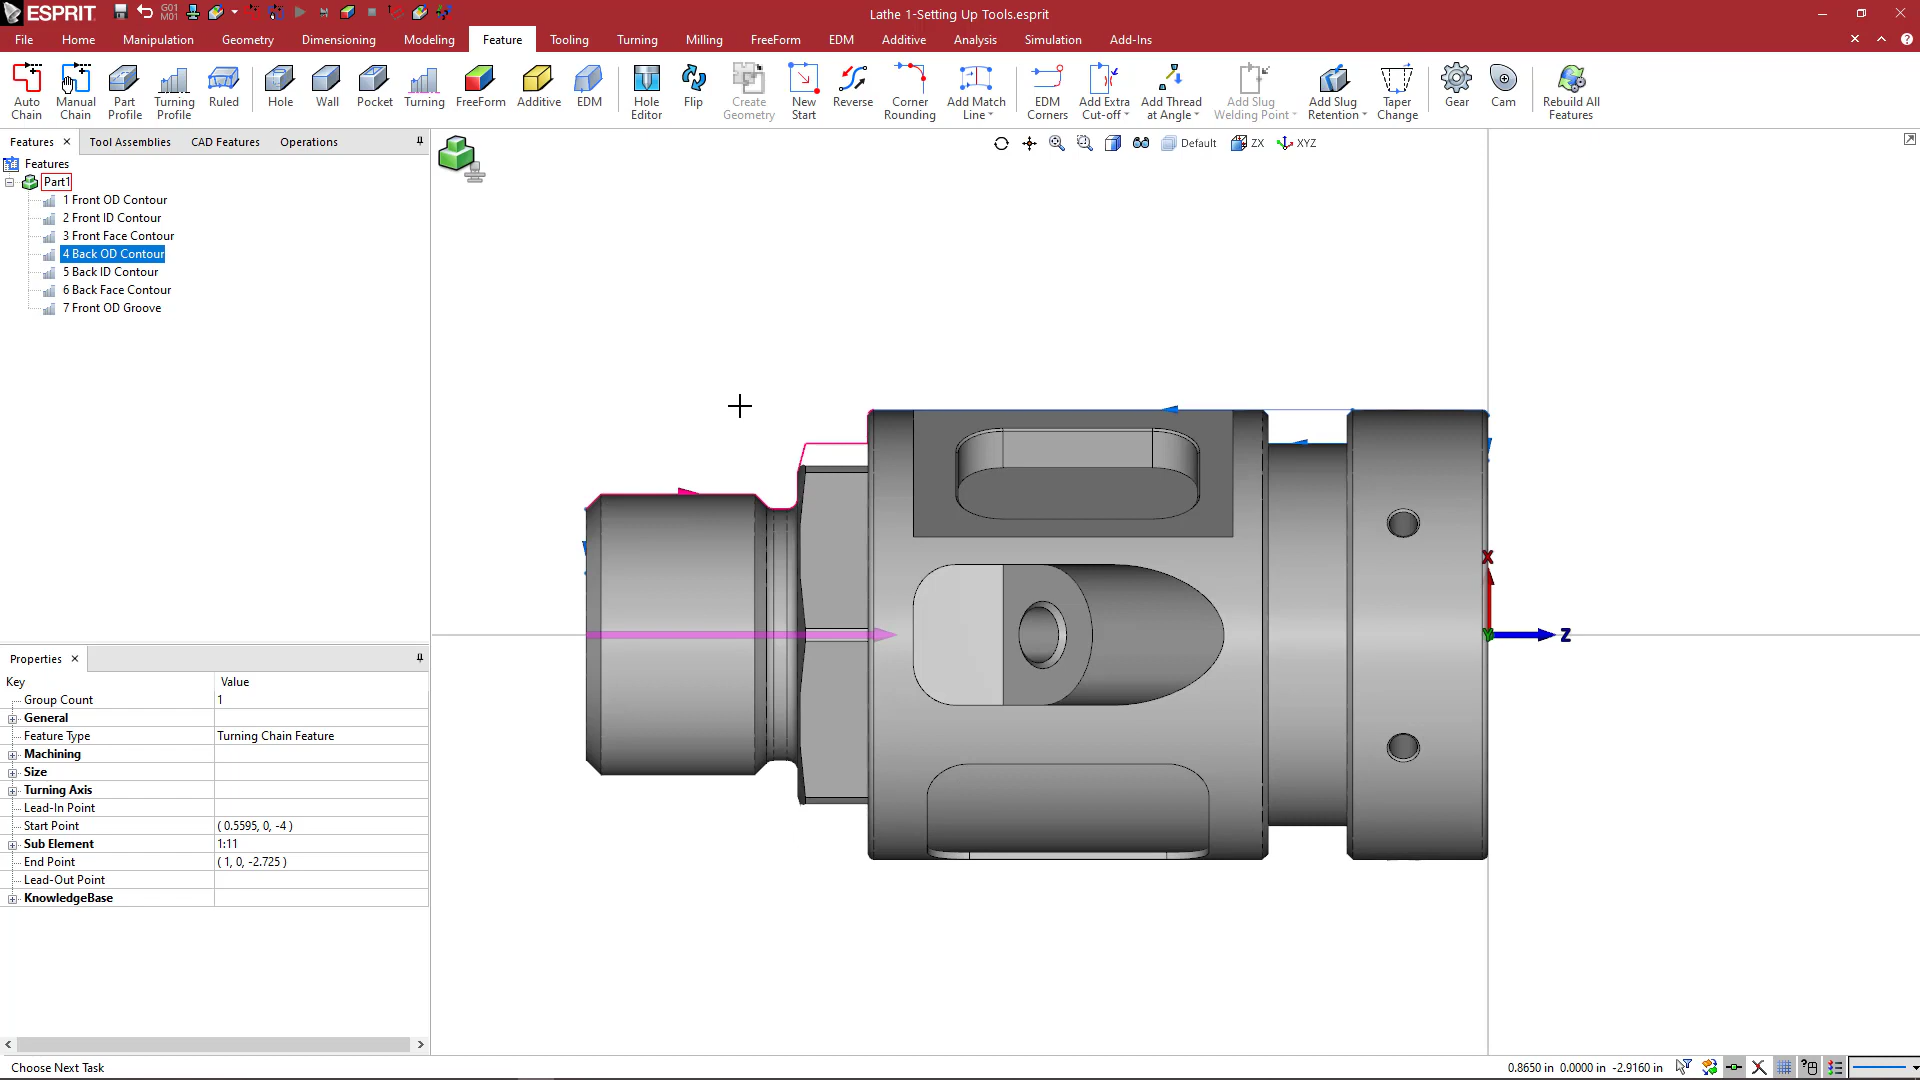 ESPRIT
G01
M01
Lathe 1-Setting Up Tools.esprit
File Home Manipulation Geometry Dimensioning Modeling Feature Tooling Turning Milling FreeForm EDM Additive Analysis Simulation Add-Ins
Auto Chain
Manual Chain
Part Profile
Turning Profile
Ruled
Hole
Wall
Pocket
Turning
FreeForm
Additive
EDM
Hole Editor
Flip
Create Geometry
New Start
Reverse
Corner Rounding
Add Match Line
EDM Corners
Add Extra Cut-off
Add Thread at Angle
Add Slug Welding Point
Add Slug Retention
Taper Change
Gear
Cam
Rebuild All Features
Features Tool Assemblies CAD Features Operations
Default ZX XYZ
Features
Part1
1 Front OD Contour
2 Front ID Contour
3 Front Face Contour
4 Back OD Contour
5 Back ID Contour
6 Back Face Contour
7 Front OD Groove
X
Y
Z
Properties
Key Value
Group Count 1
General
Feature Type Turning Chain Feature
Machining
Size
Turning Axis
Lead-In Point
Start Point ( 0.5595, 0, -4 )
Sub Element 1:11
End Point ( 1, 0, -2.725 )
Lead-Out Point
KnowledgeBase
Choose Next Task
0.8650 in 0.0000 in -2.9160 in